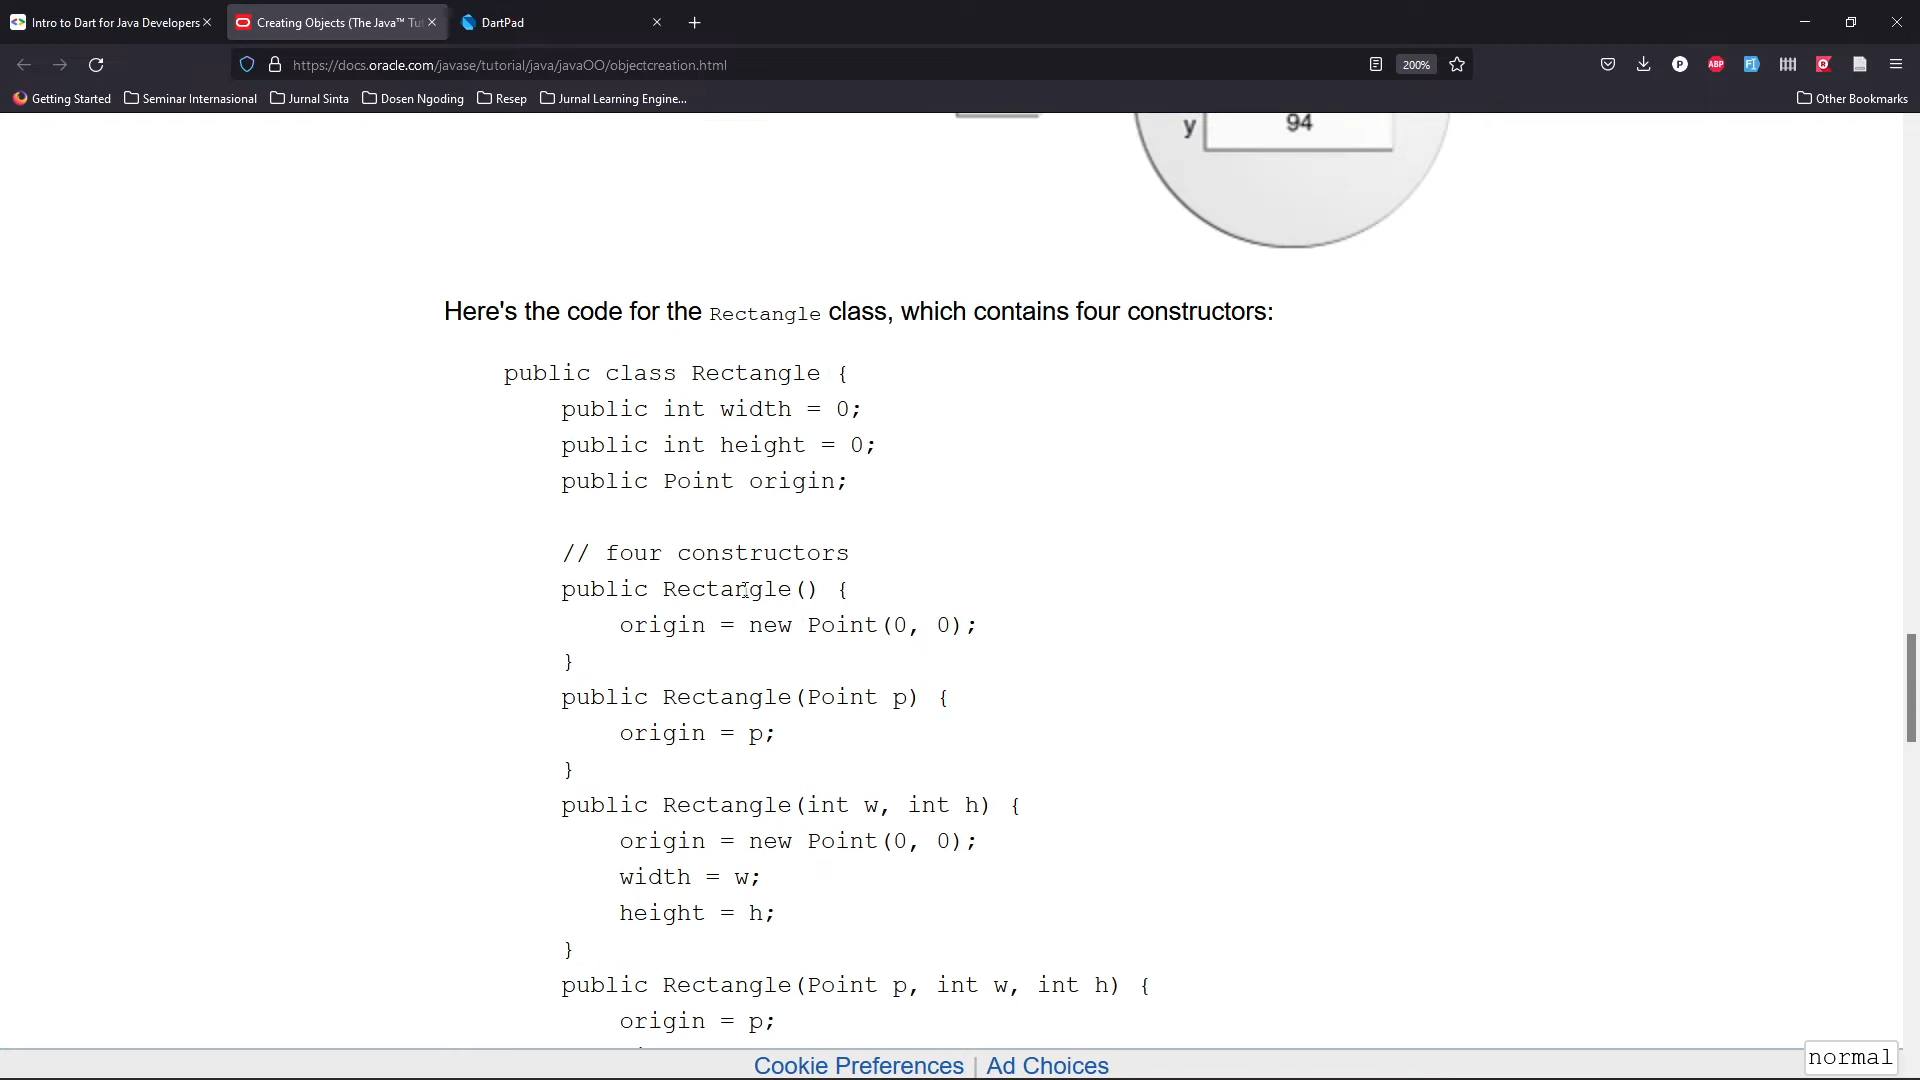 Intro to Dart for Java Developers
Creating Objects (The Java™ Tu
DartPad
https://docs.oracle.com/javase/tutorial/java/javaOO/objectcreation.html
200%
P
ABP
Getting Started
Seminar Internasional
Jurnal Sinta
Dosen Ngoding
Resep
Jurnal Learning Engine...
Other Bookmarks
y
94
Here's the code for the Rectangle class, which contains four constructors:
public class Rectangle {
public int width = 0;
public int height = 0;
public Point origin;
// four constructors
public Rectangle() {
origin = new Point(0, 0);
}
public Rectangle(Point p) {
origin = p;
}
public Rectangle(int w, int h) {
origin = new Point(0, 0);
width = w;
height = h;
}
public Rectangle(Point p, int w, int h) {
origin = p;
Cookie Preferences | Ad Choices
normal